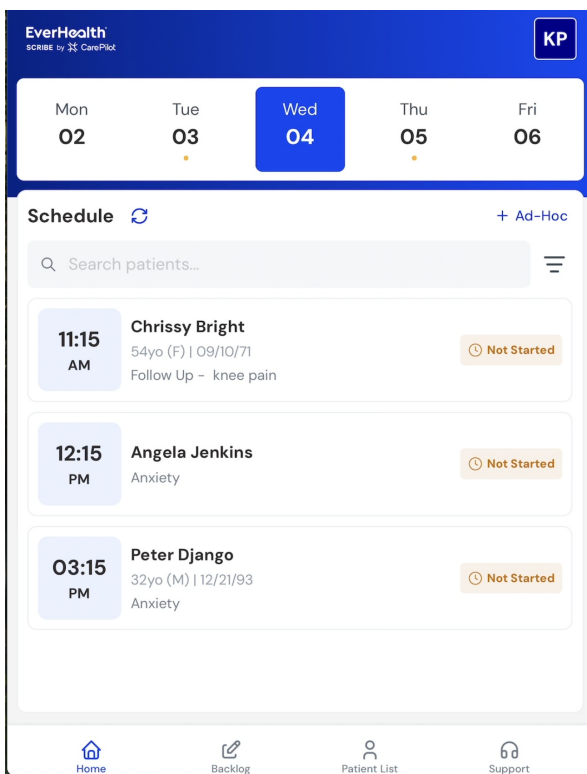 EverHealth
SCRIBE by CarePilot
KP
Mon Tue Wed Thu Fri
02 03 04 05 06
Schedule + Ad-Hoc
Search patients...
11:15 AM
Chrissy Bright
54yo (F) | 09/10/71
Follow Up - knee pain
Not Started
12:15 PM
Angela Jenkins
Anxiety
Not Started
03:15 PM
Peter Django
32yo (M) | 12/21/93
Anxiety
Not Started
Home Backlog Patient List Support